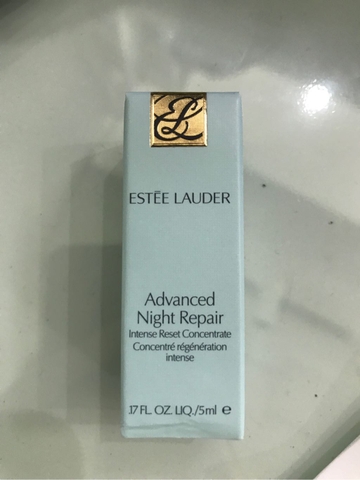 EL
ESTĒE LAUDER
Advanced
Night Repair
Intense Reset Concentrate
Concentré régénération
intense
.17 FL. OZ. LIQ./5ml e